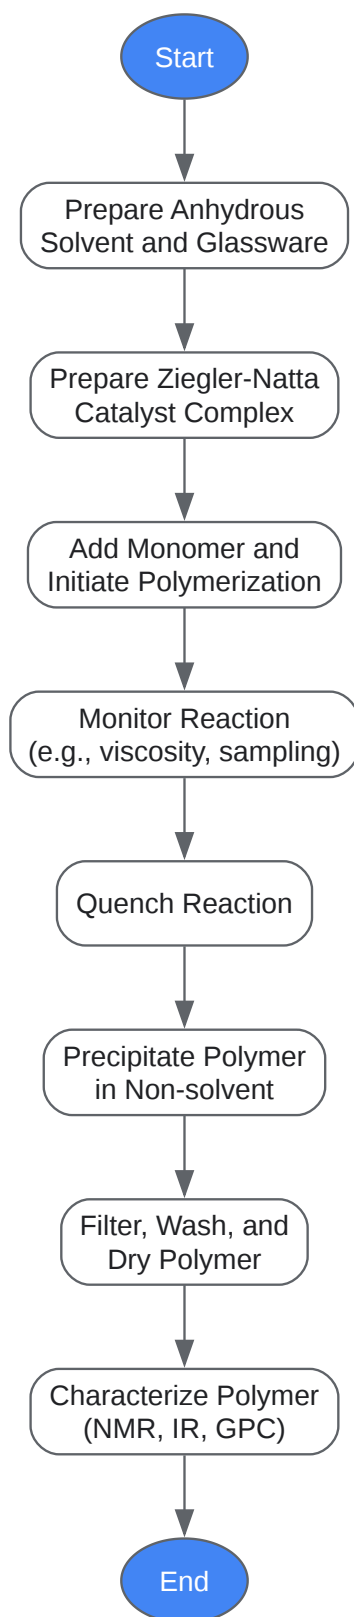 Start
Prepare Anhydrous
Solvent and Glassware
Prepare Ziegler-Natta
Catalyst Complex
Add Monomer and
Initiate Polymerization
Monitor Reaction
(e.g., viscosity, sampling)
Quench Reaction
Precipitate Polymer
in Non-solvent
Filter, Wash, and
Dry Polymer
Characterize Polymer
(NMR, IR, GPC)
End